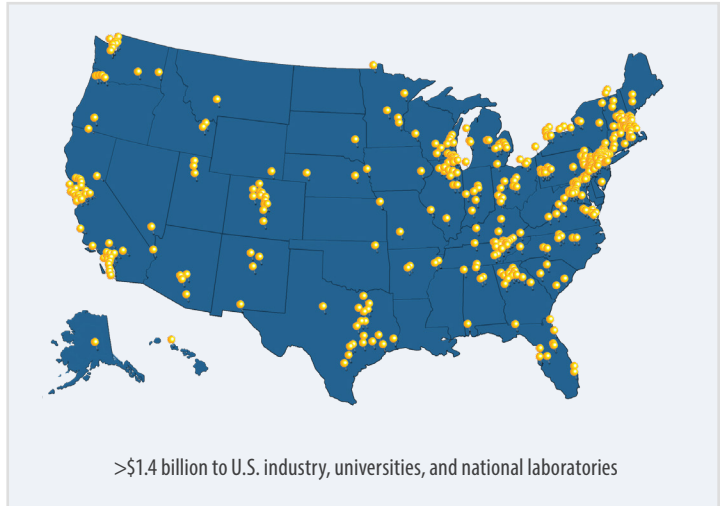 >$1.4 billion to U.S. industry, universities, and national laboratories